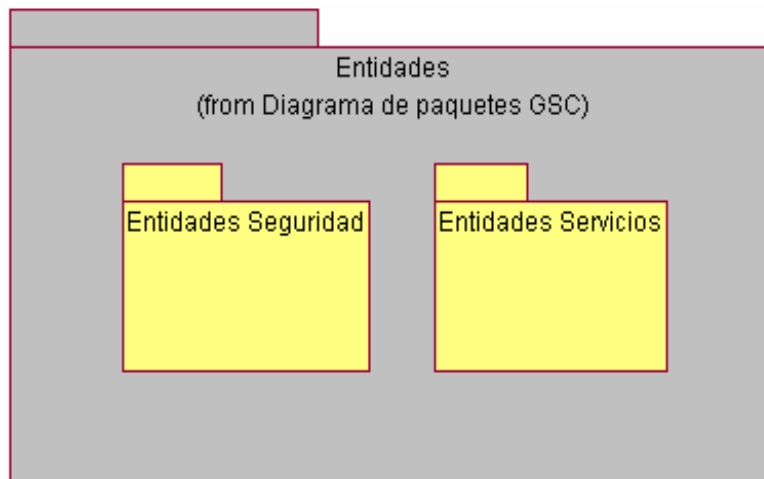 Entidades
(from Diagrama de paquetes GSC)
Entidades Seguridad
Entidades Servicios